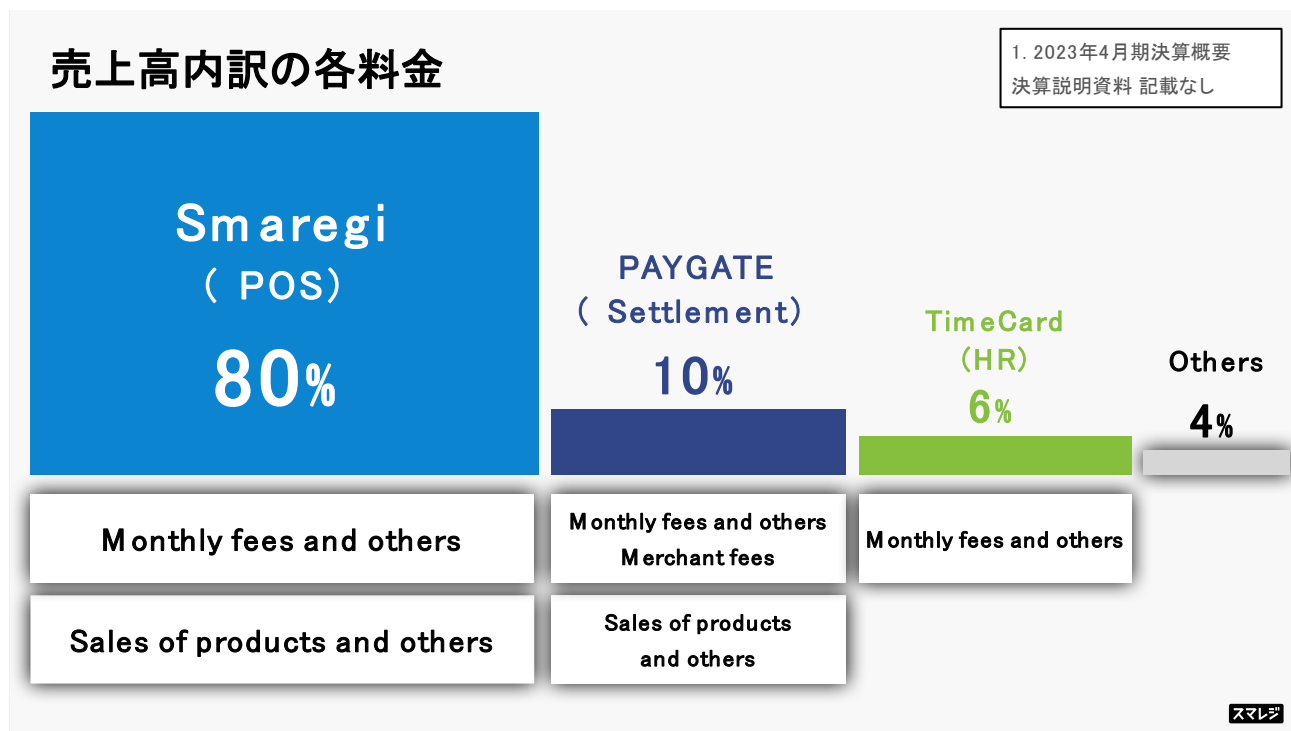 売上高内訳の各料金
1. 2023年4月期決算概要
決算説明資料 記載なし
Smaregi
(POS)
80%
PAYGATE
(Settlement)
10%
TimeCard
(HR)
6%
Others
4%
Monthly fees and others
Monthly fees and others
Merchant fees
Monthly fees and others
Sales of products and others
Sales of products
and others
スマレジ